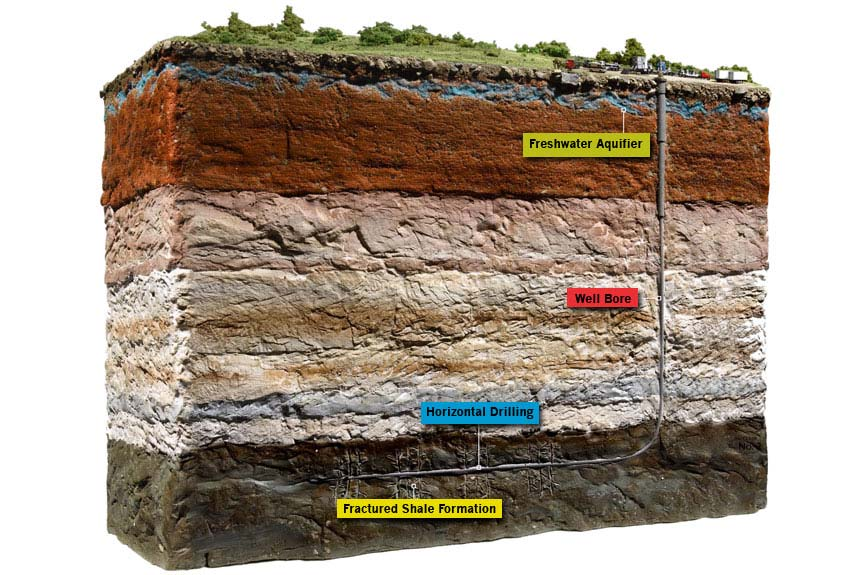 Freshwater Aquifier
Well Bore
Horizontal Drilling
Fractured Shale Formation